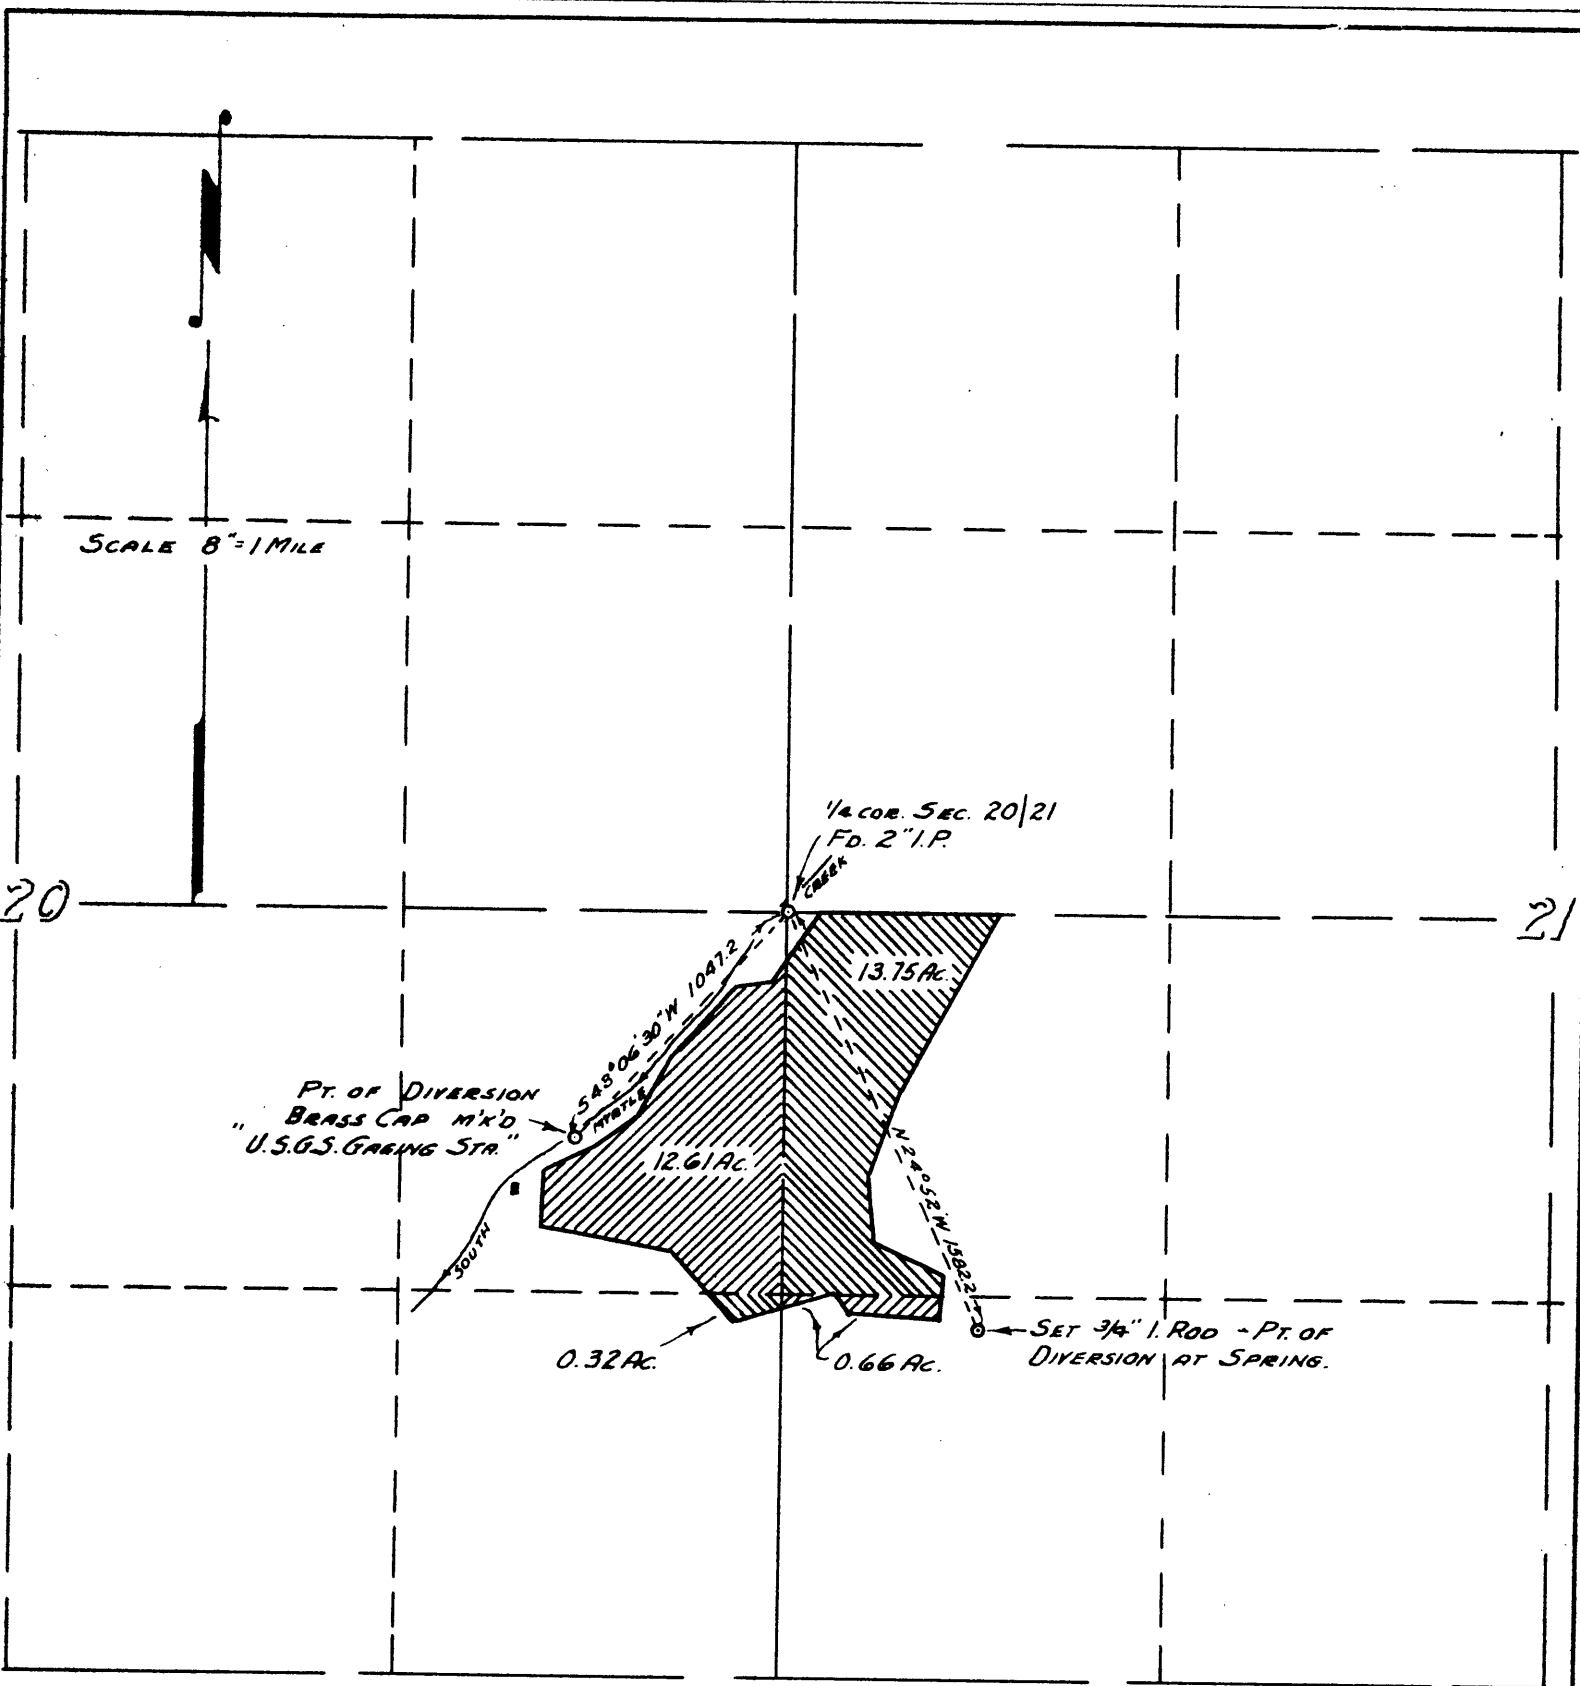 SCALE 8"=1 MILE
1/4 COR. SEC. 20|21
FD. 2" I.P.
CREEK
20
21
13.75 AC.
S43°06'30"W 1047.2
PT. OF DIVERSION
BRASS CAP M'K'D
"U.S.G.S. GAGING STA."
MYRTLE
12.61 AC.
N24°52'W 1582.2
SOUTH
SET 3/4" I. ROD - PT. OF
DIVERSION AT SPRING.
0.32 AC.
0.66 AC.